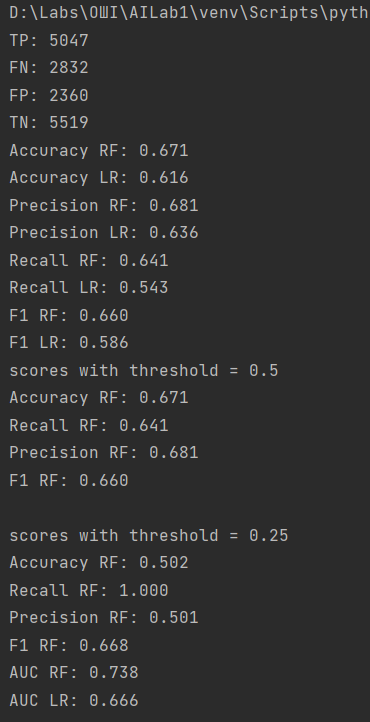 D:\Labs\ОШІ\AILab1\venv\Scripts\pyth
TP: 5047
FN: 2832
FP: 2360
TN: 5519
Accuracy RF: 0.671
Accuracy LR: 0.616
Precision RF: 0.681
Precision LR: 0.636
Recall RF: 0.641
Recall LR: 0.543
F1 RF: 0.660
F1 LR: 0.586
scores with threshold = 0.5
Accuracy RF: 0.671
Recall RF: 0.641
Precision RF: 0.681
F1 RF: 0.660
scores with threshold = 0.25
Accuracy RF: 0.502
Recall RF: 1.000
Precision RF: 0.501
F1 RF: 0.668
AUC RF: 0.738
AUC LR: 0.666